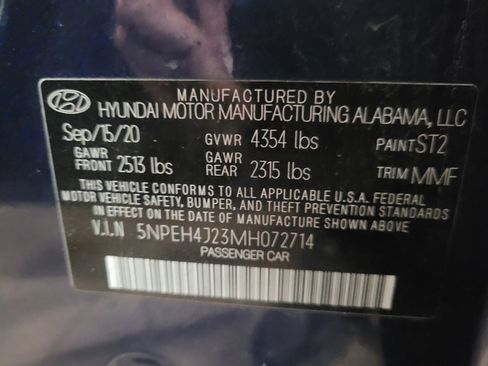 MANUFACTURED BY
HYUNDAI MOTOR MANUFACTURING ALABAMA, LLC
Sep/15/20 GVWR 4354 lbs PAINT ST2
GAWR FRONT 2513 lbs GAWR REAR 2315 lbs TRIM MMF
THIS VEHICLE CONFORMS TO ALL APPLICABLE U.S.A. FEDERAL
MOTOR VEHICLE SAFETY, BUMPER, AND THEFT PREVENTION STANDARDS
IN EFFECT ON THE DATE OF MANUFACTURE SHOWN ABOVE.
V.I.N 5NPEH4J23MH072714
PASSENGER CAR